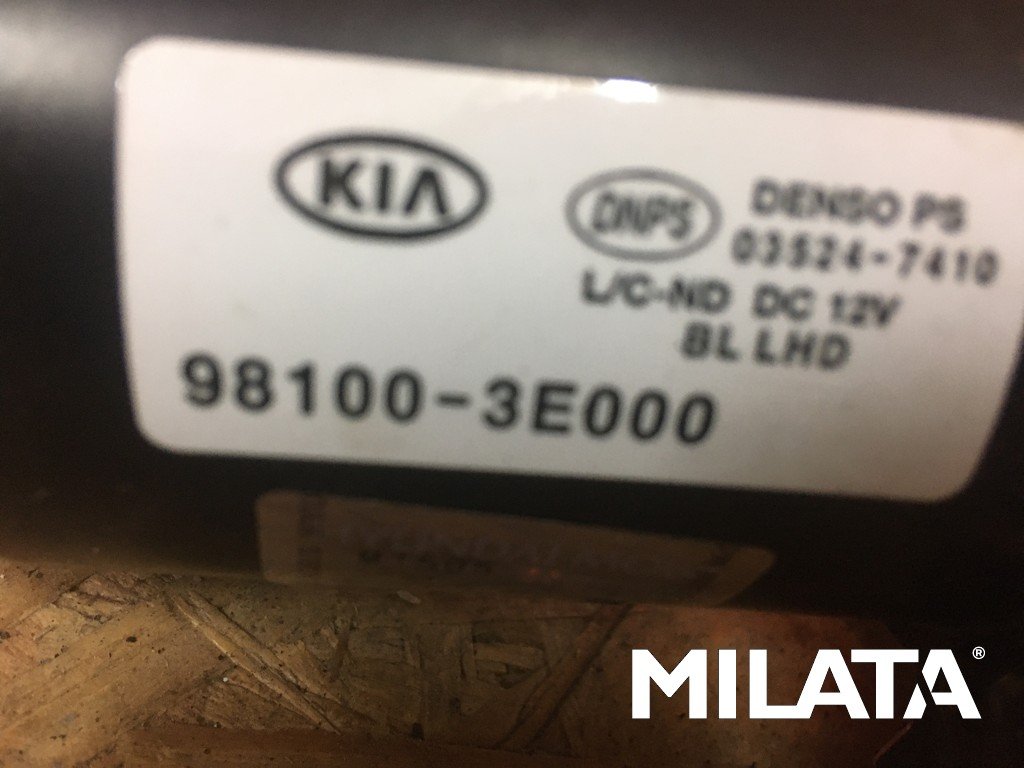 KIA
DNPS
DENSO PS
03524-7410
L/C-ND DC 12V
BL LHD
98100-3E000
MILATA®